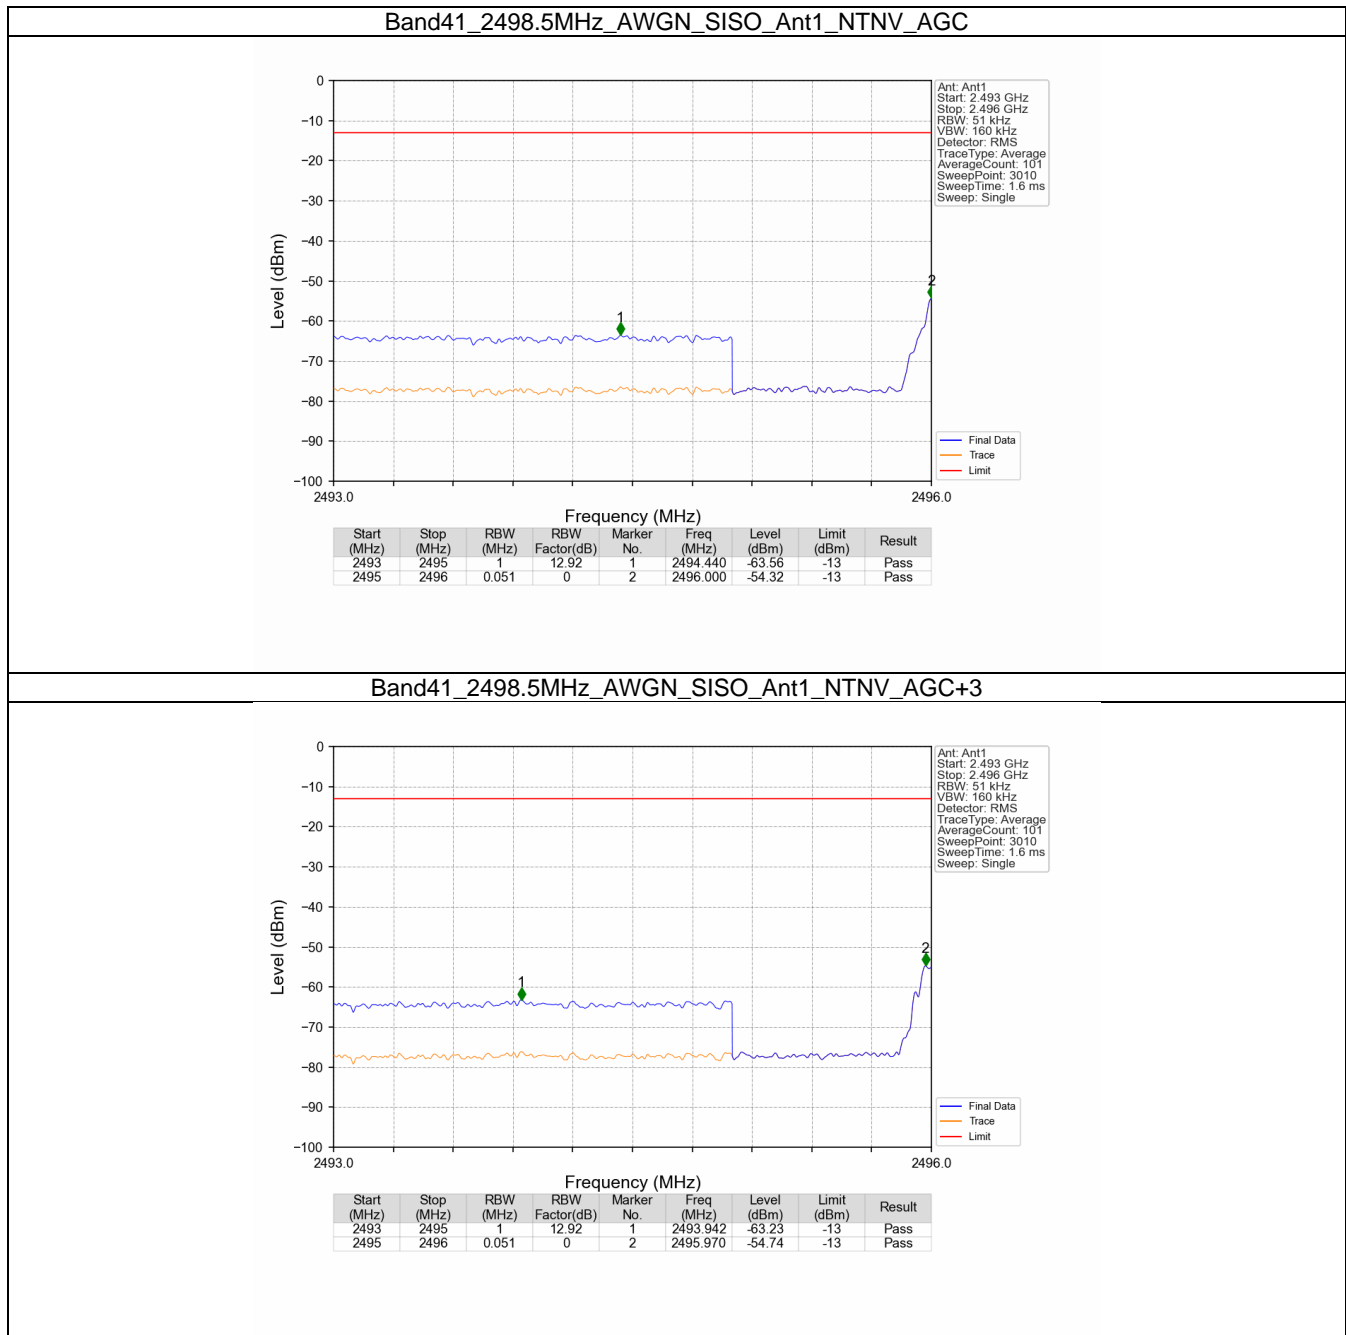 Band41_2498.5MHz_AWGN_SISO_Ant1_NTNV_AGC
0
−10
−20
−30
−40
−50
−60
−70
−80
−90
−100
Level (dBm)
1
2
Ant: Ant1
Start: 2.493 GHz
Stop: 2.496 GHz
RBW: 51 kHz
VBW: 160 kHz
Detector: RMS
TraceType: Average
AverageCount: 101
SweepPoint: 3010
SweepTime: 1.6 ms
Sweep: Single
Final Data
Trace
Limit
2493.0 2496.0
Frequency (MHz)
Start (MHz) Stop (MHz) RBW (MHz) RBW Factor(dB) Marker No. Freq (MHz) Level (dBm) Limit (dBm) Result
2493 2495 1 12.92 1 2494.440 -63.56 -13 Pass
2495 2496 0.051 0 2 2496.000 -54.32 -13 Pass
Band41_2498.5MHz_AWGN_SISO_Ant1_NTNV_AGC+3
0
−10
−20
−30
−40
−50
−60
−70
−80
−90
−100
Level (dBm)
1
2
Ant: Ant1
Start: 2.493 GHz
Stop: 2.496 GHz
RBW: 51 kHz
VBW: 160 kHz
Detector: RMS
TraceType: Average
AverageCount: 101
SweepPoint: 3010
SweepTime: 1.6 ms
Sweep: Single
Final Data
Trace
Limit
2493.0 2496.0
Frequency (MHz)
Start (MHz) Stop (MHz) RBW (MHz) RBW Factor(dB) Marker No. Freq (MHz) Level (dBm) Limit (dBm) Result
2493 2495 1 12.92 1 2493.942 -63.23 -13 Pass
2495 2496 0.051 0 2 2495.970 -54.74 -13 Pass